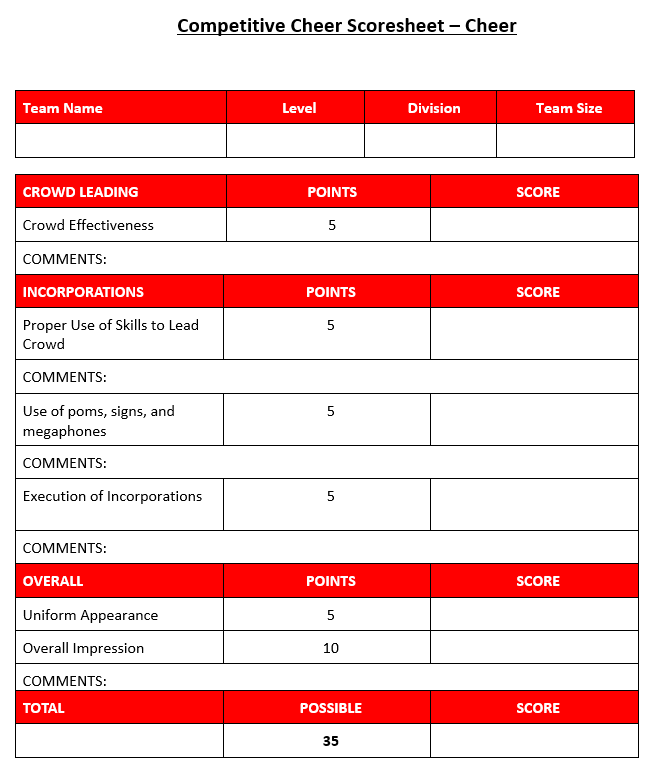 Competitive Cheer Scoresheet – Cheer
Team Name Level Division Team Size
CROWD LEADING POINTS SCORE
Crowd Effectiveness 5
COMMENTS:
INCORPORATIONS POINTS SCORE
Proper Use of Skills to Lead 5
Crowd
COMMENTS:
Use of poms, signs, and 5
megaphones
COMMENTS:
Execution of Incorporations 5
COMMENTS:
OVERALL POINTS SCORE
Uniform Appearance 5
Overall Impression 10
COMMENTS:
TOTAL POSSIBLE SCORE
35